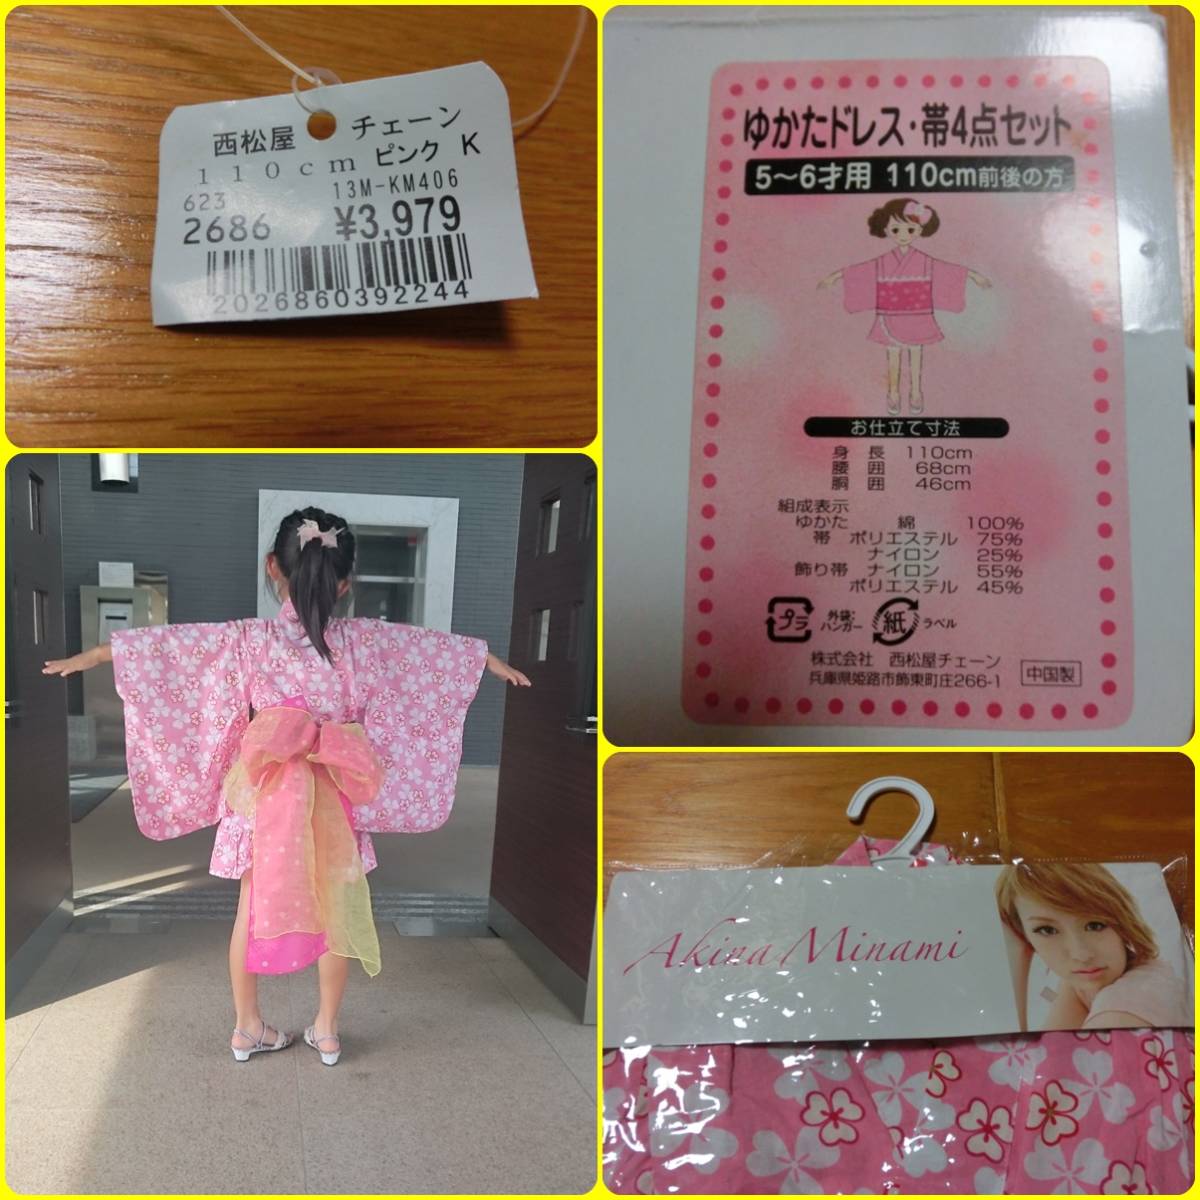 西松屋 チェーン
110cm ピンク K
623 13M-KM406
2686 ¥3,979
2026860392244
ゆかたドレス・帯4点セット
5〜6才用 110cm前後の方
お仕立て寸法
身長 110cm
腰囲 68cm
胴囲 46cm
組成表示
ゆかた 綿 100%
帯 ポリエステル 75%
ナイロン 25%
飾り帯 ナイロン 55%
ポリエステル 45%
プラ 外袋・ハンガー 紙 ラベル
株式会社 西松屋チェーン
兵庫県姫路市飾東町庄266-1 中国製
Akina Minami